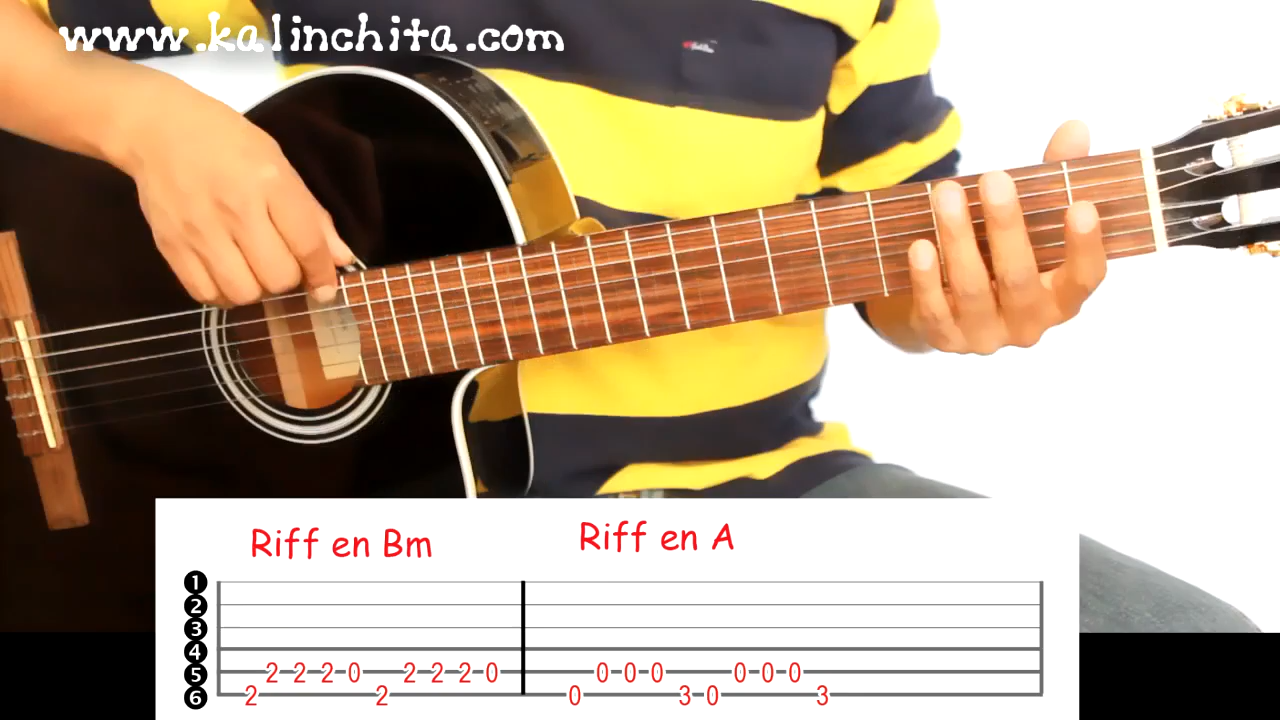 www.kalinchita.com
Riff en Bm
Riff en A
1
2
3
4
5 2 2 2 0 2 2 2 0 0 0 0 0 0 0
6 2 2 0 3 0 3